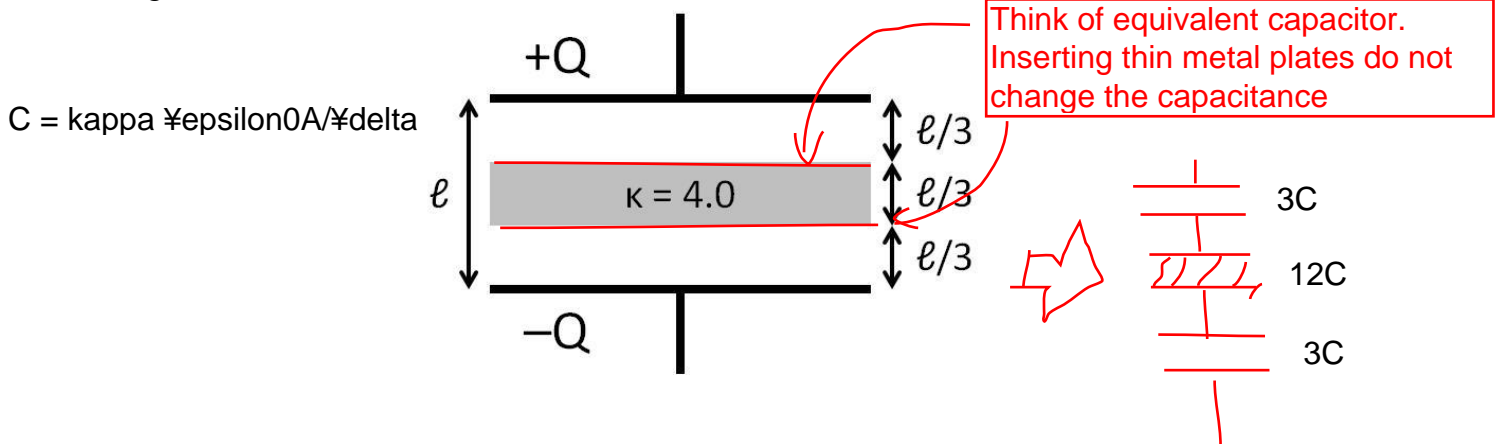 Think of equivalent capacitor.
Inserting thin metal plates do not
change the capacitance
+Q
C = kappa ¥epsilon0A/¥delta
ℓ
κ = 4.0
ℓ/3
ℓ/3
ℓ/3
–Q
3C
12C
3C